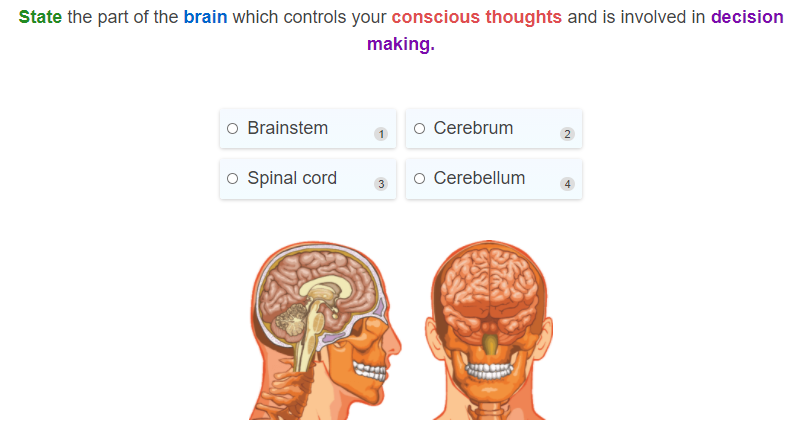 State the part of the brain which controls your conscious thoughts and is involved in decision
making.
Brainstem 1
Cerebrum 2
Spinal cord 3
Cerebellum 4